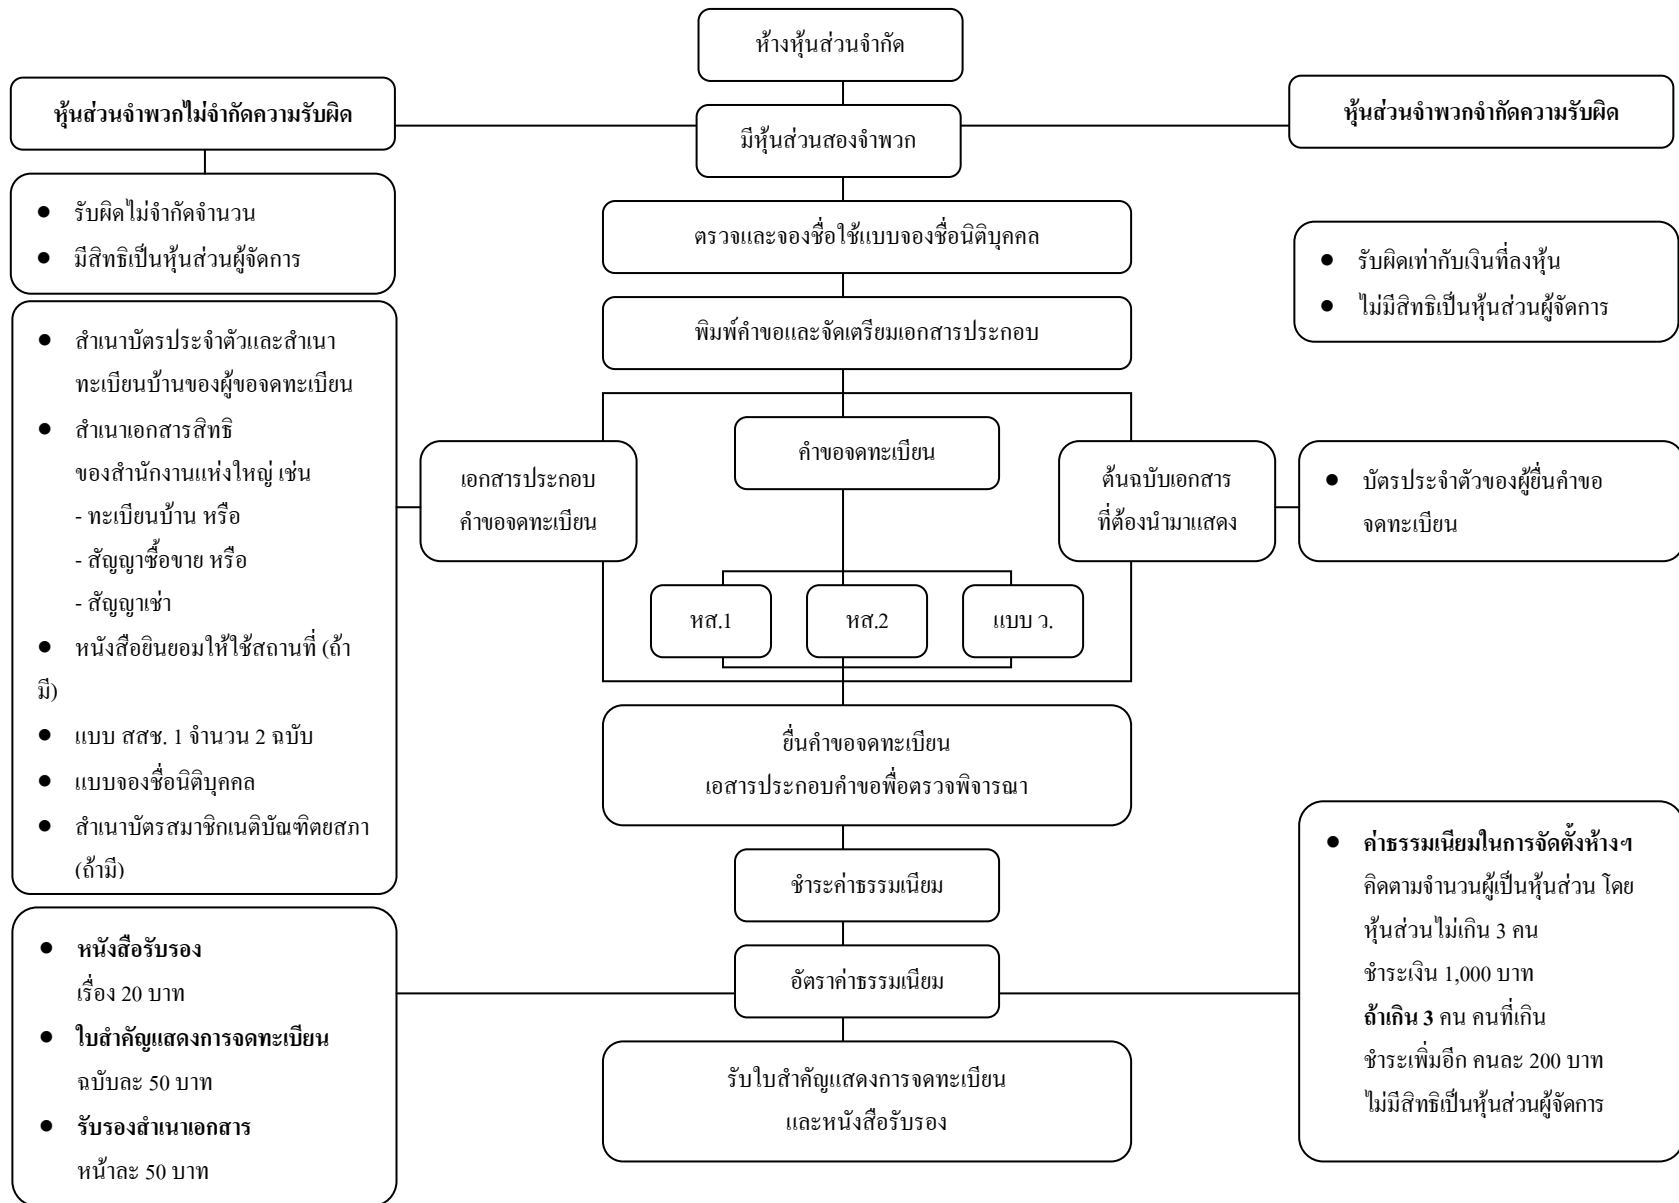 ห้างหุ้นส่วนจำกัด
หุ้นส่วนจำพวกไม่จำกัดความรับผิด
มีหุ้นส่วนสองจำพวก
หุ้นส่วนจำพวกจำกัดความรับผิด
● รับผิดไม่จำกัดจำนวน
● มีสิทธิเป็นหุ้นส่วนผู้จัดการ
ตรวจและจองชื่อใช้แบบจองชื่อนิติบุคคล
● รับผิดเท่ากับเงินที่ลงหุ้น
● ไม่มีสิทธิเป็นหุ้นส่วนผู้จัดการ
พิมพ์คำขอและจัดเตรียมเอกสารประกอบ
● สำเนาบัตรประจำตัวและสำเนา
ทะเบียนบ้านของผู้ขอจดทะเบียน
● สำเนาเอกสารสิทธิ
ของสำนักงานแห่งใหญ่ เช่น
- ทะเบียนบ้าน หรือ
- สัญญาซื้อขาย หรือ
- สัญญาเช่า
● หนังสือยินยอมให้ใช้สถานที่ (ถ้า
มี)
● แบบ สสช. 1 จำนวน 2 ฉบับ
● แบบจองชื่อนิติบุคคล
● สำเนาบัตรสมาชิกเนติบัณฑิตยสภา
(ถ้ามี)
เอกสารประกอบ
คำขอจดทะเบียน
คำขอจดทะเบียน
ต้นฉบับเอกสาร
ที่ต้องนำมาแสดง
● บัตรประจำตัวของผู้ยื่นคำขอ
จดทะเบียน
หส.1
หส.2
แบบ ว.
ยื่นคำขอจดทะเบียน
เอสารประกอบคำขอพื่อตรวจพิจารณา
ชำระค่าธรรมเนียม
อัตราค่าธรรมเนียม
● หนังสือรับรอง
เรื่อง 20 บาท
● ใบสำคัญแสดงการจดทะเบียน
ฉบับละ 50 บาท
● รับรองสำเนาเอกสาร
หน้าละ 50 บาท
● ค่าธรรมเนียมในการจัดตั้งห้างฯ
คิดตามจำนวนผู้เป็นหุ้นส่วน โดย
หุ้นส่วนไม่เกิน 3 คน
ชำระเงิน 1,000 บาท
ถ้าเกิน 3 คน คนที่เกิน
ชำระเพิ่มอีก คนละ 200 บาท
ไม่มีสิทธิเป็นหุ้นส่วนผู้จัดการ
รับใบสำคัญแสดงการจดทะเบียน
และหนังสือรับรอง